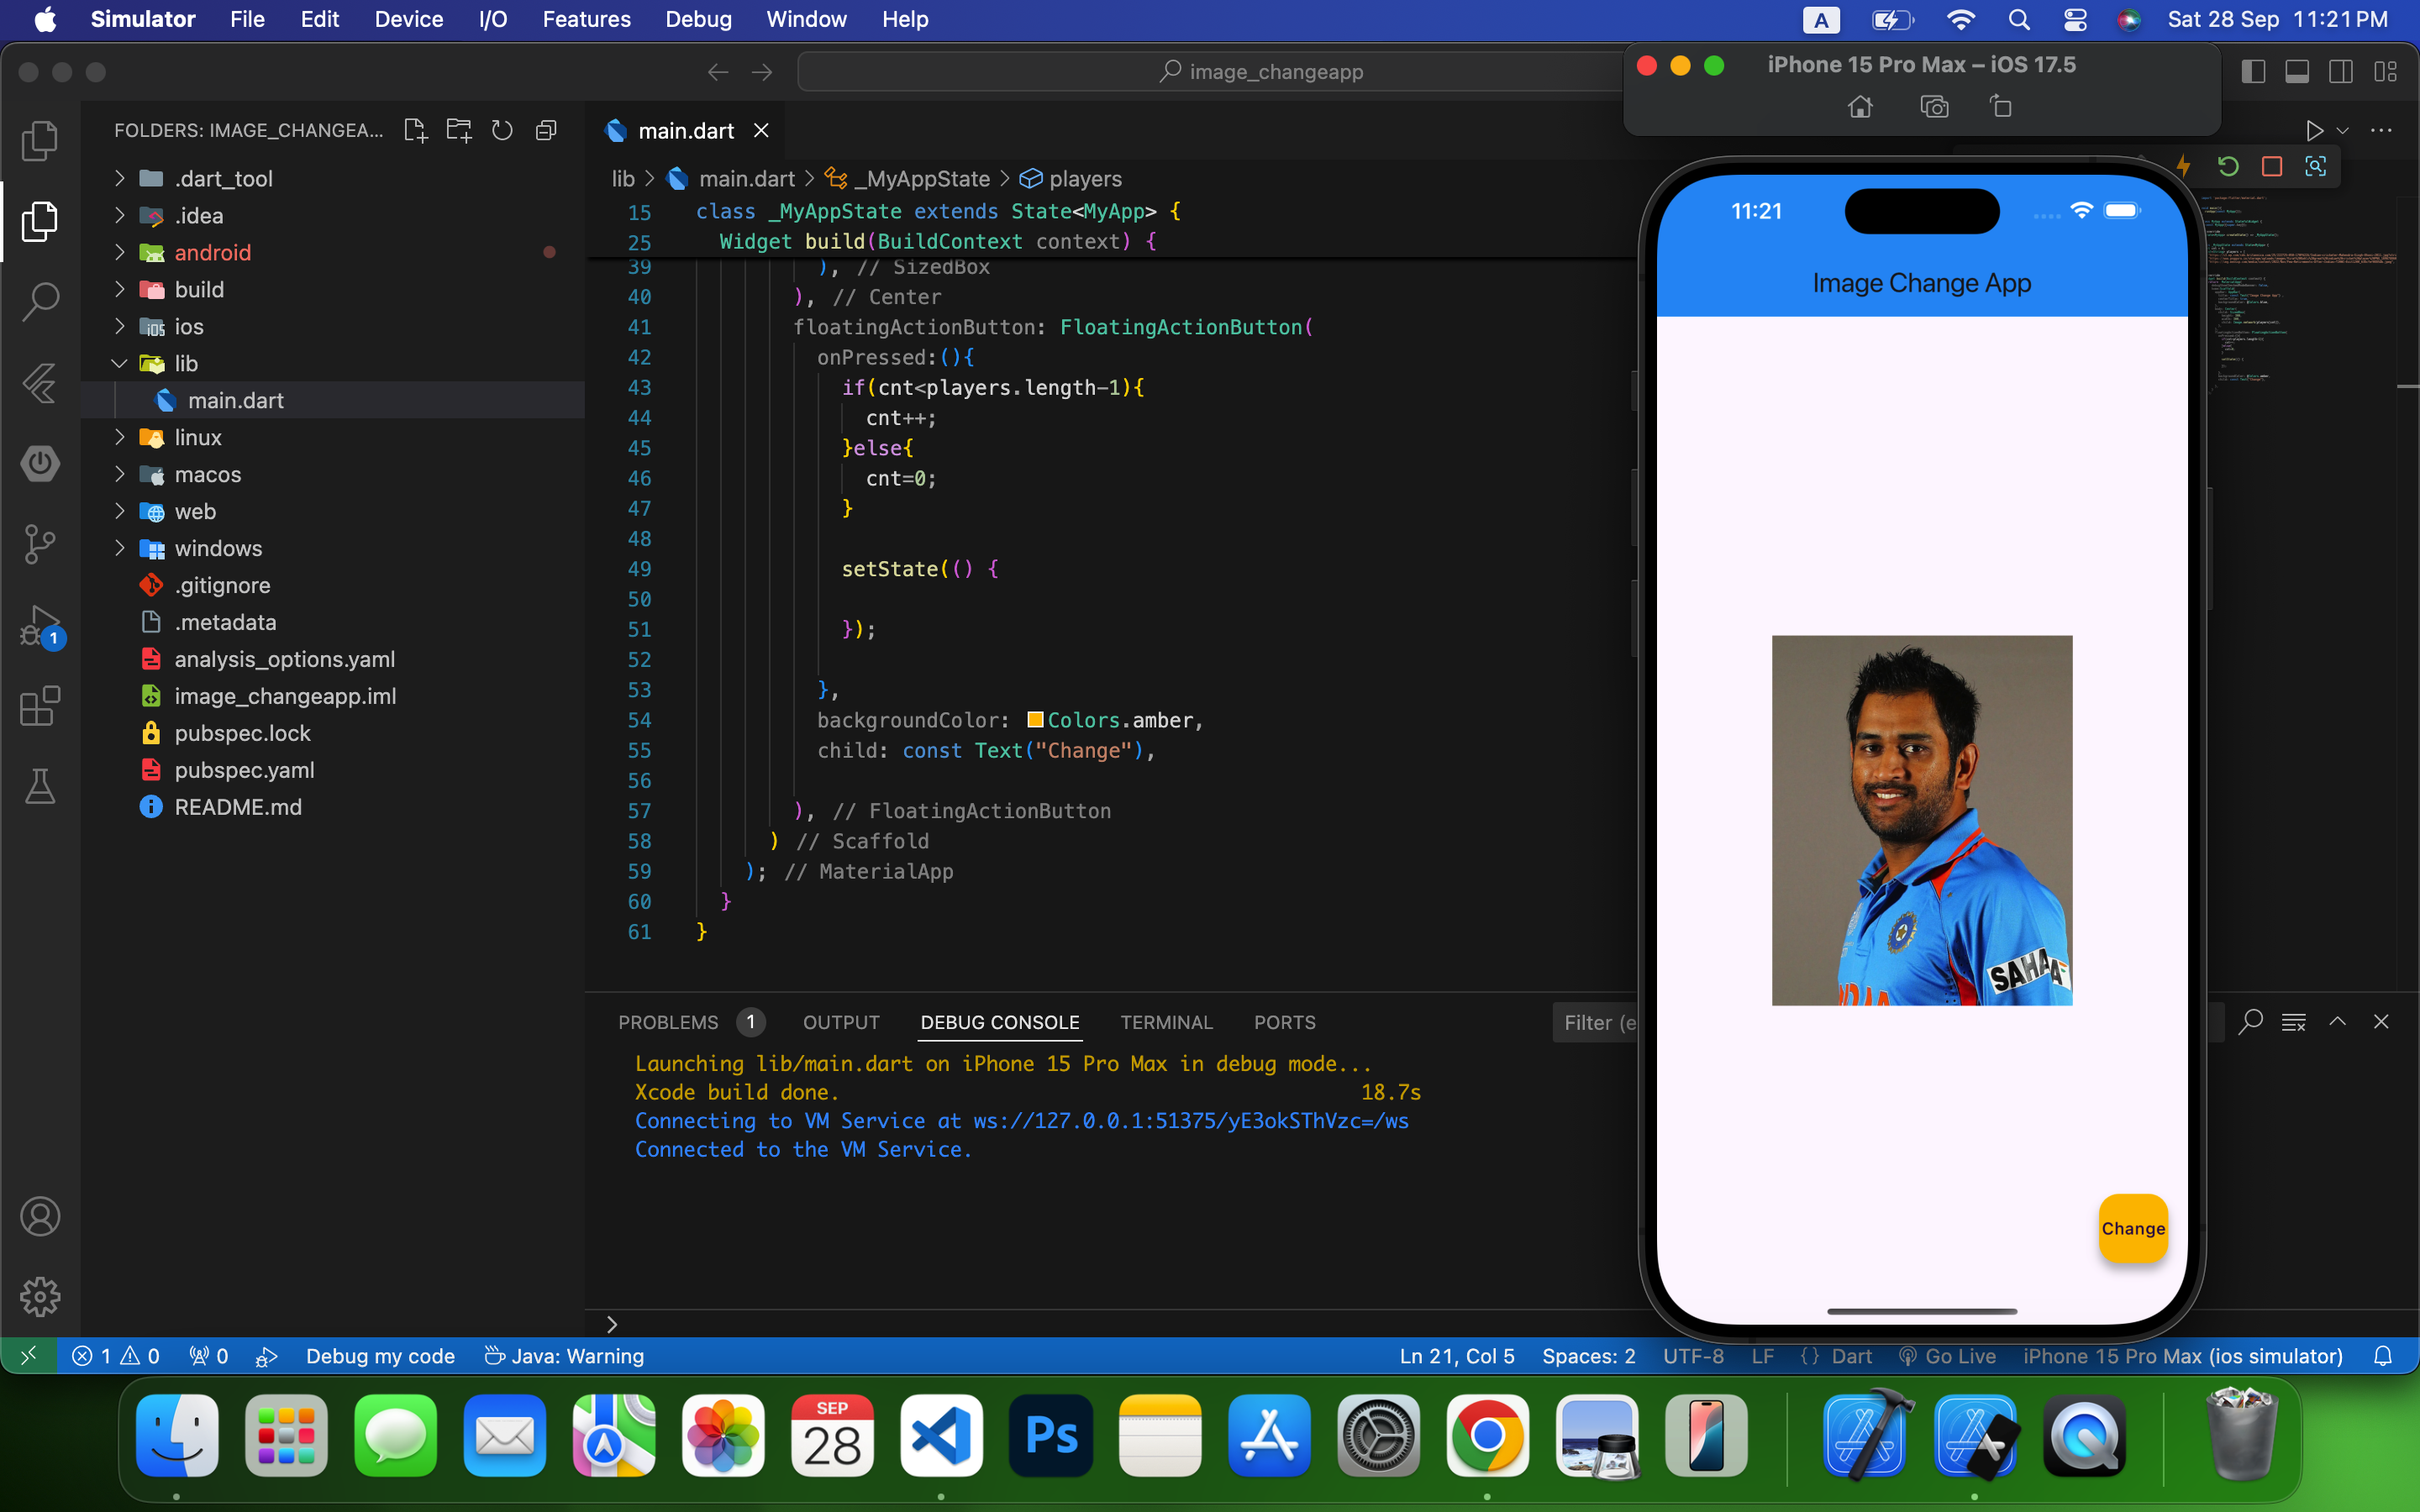 Simulator File Edit Device I/O Features Debug Window Help A Sat 28 Sep 11:21 PM
image_changeapp
iPhone 15 Pro Max – iOS 17.5
FOLDERS: IMAGE_CHANGEA...
main.dart
.dart_tool
.idea
android
build
ios
lib
main.dart
linux
macos
web
windows
.gitignore
.metadata
analysis_options.yaml
image_changeapp.iml
pubspec.lock
pubspec.yaml
README.md
lib > main.dart > _MyAppState > players
15 class _MyAppState extends State<MyApp> {
25 Widget build(BuildContext context) {
39 ), // SizedBox
40 ), // Center
41 floatingActionButton: FloatingActionButton(
42 onPressed:(){
43 if(cnt<players.length-1){
44 cnt++;
45 }else{
46 cnt=0;
47 }
48
49 setState(() {
50
51 });
52
53 },
54 backgroundColor: Colors.amber,
55 child: const Text("Change"),
56
57 ), // FloatingActionButton
58 ) // Scaffold
59 ); // MaterialApp
60 }
61 }
PROBLEMS 1 OUTPUT DEBUG CONSOLE TERMINAL PORTS Filter (e
Launching lib/main.dart on iPhone 15 Pro Max in debug mode...
Xcode build done. 18.7s
Connecting to VM Service at ws://127.0.0.1:51375/yE3okSThVzc=/ws
Connected to the VM Service.
>
11:21
Image Change App
SAHA
Change
1
1 0 0 Debug my code Java: Warning Ln 21, Col 5 Spaces: 2 UTF-8 LF {} Dart Go Live iPhone 15 Pro Max (ios simulator)
SEP
28
Ps